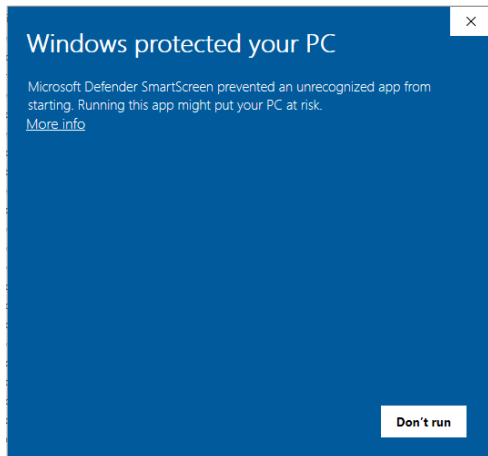 Windows protected your PC
Microsoft Defender SmartScreen prevented an unrecognized app from
starting. Running this app might put your PC at risk.
More info
Don't run